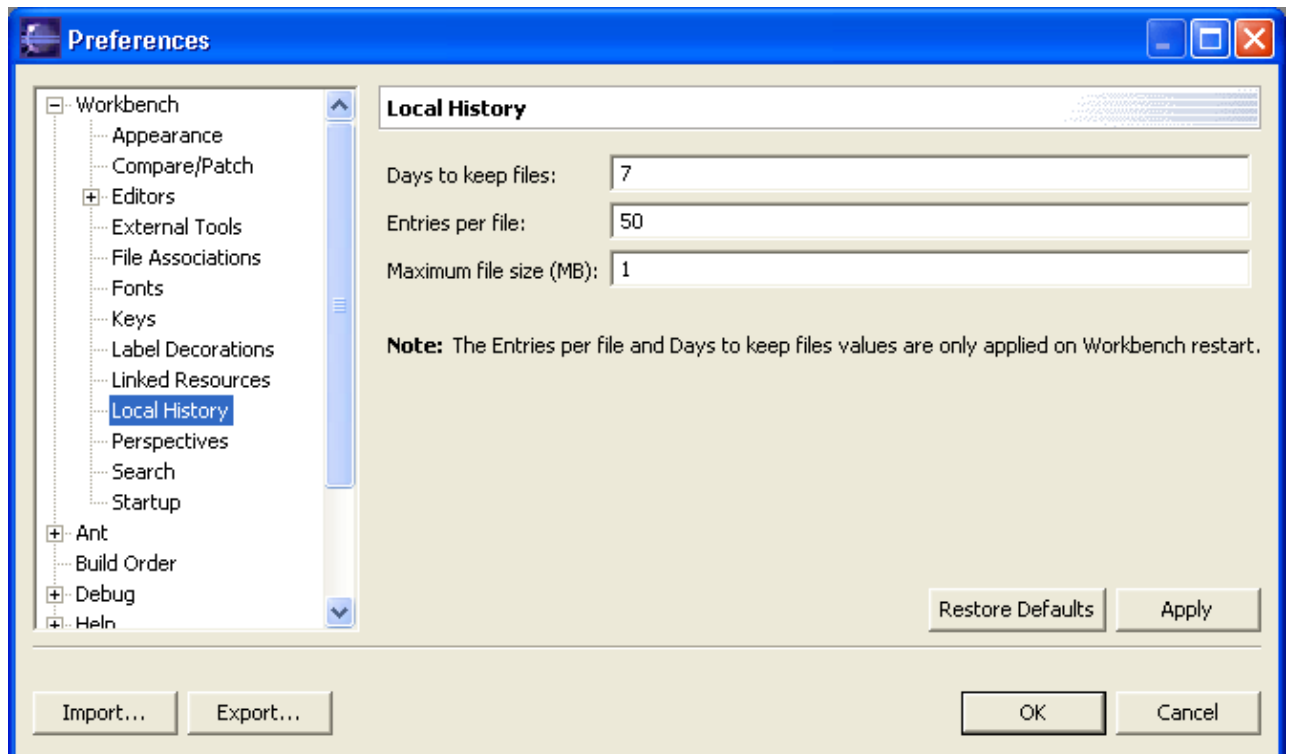 Preferences
Workbench
Appearance
Compare/Patch
Editors
External Tools
File Associations
Fonts
Keys
Label Decorations
Linked Resources
Local History
Perspectives
Search
Startup
Ant
Build Order
Debug
Help
Local History
Days to keep files: 7
Entries per file: 50
Maximum file size (MB): 1
Note: The Entries per file and Days to keep files values are only applied on Workbench restart.
Restore Defaults Apply
Import... Export... OK Cancel